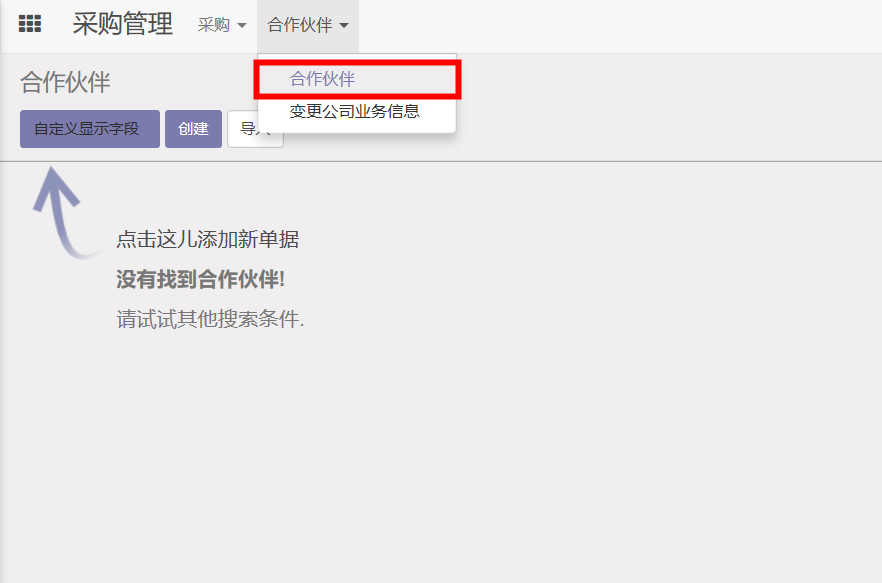 采购管理 采购 合作伙伴
合作伙伴
合作伙伴
变更公司业务信息
自定义显示字段 创建 导入
点击这儿添加新单据
没有找到合作伙伴!
请试试其他搜索条件.